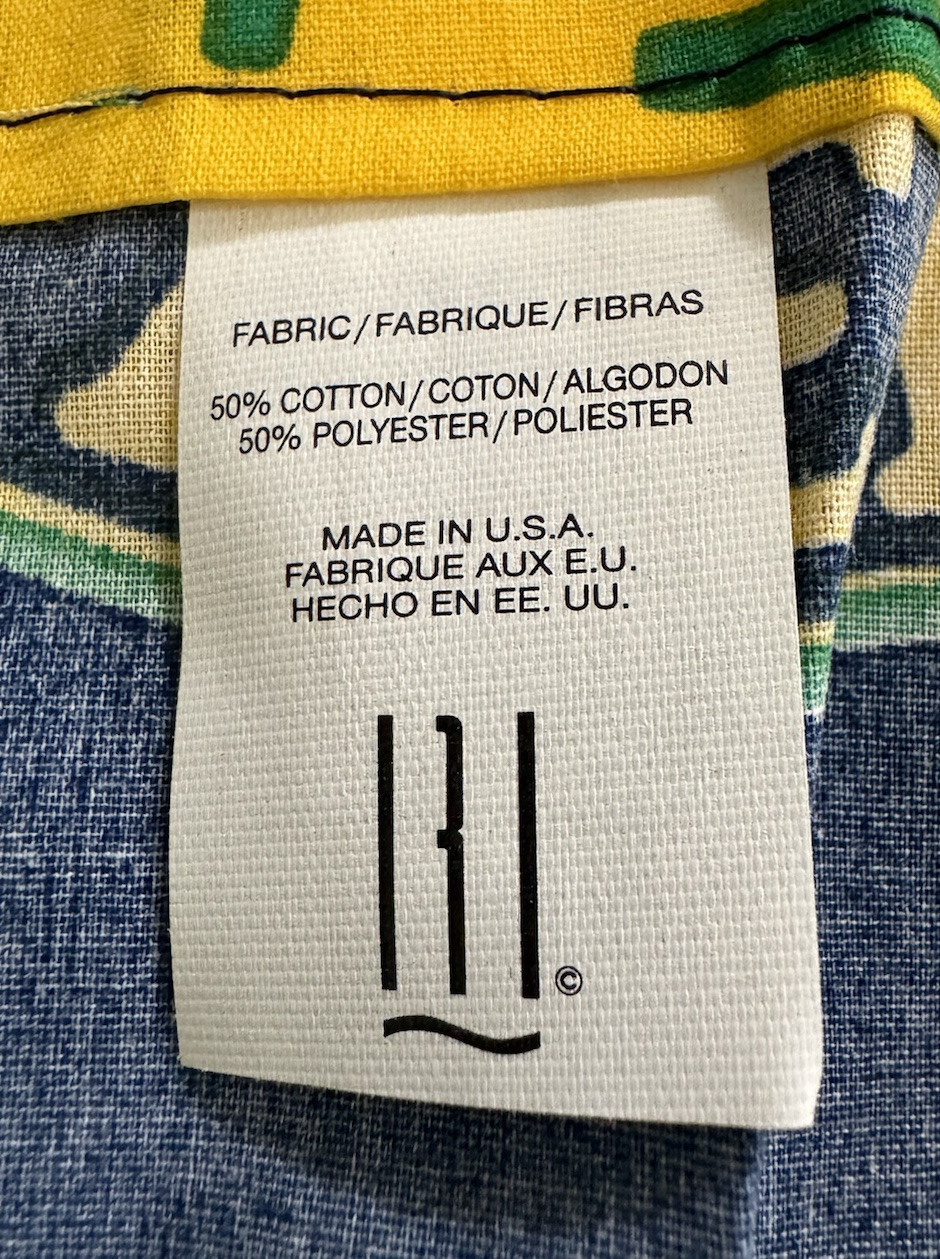 FABRIC/FABRIQUE/FIBRAS
50% COTTON/COTON/ALGODON
50% POLYESTER/POLIESTER
MADE IN U.S.A.
FABRIQUE AUX E.U.
HECHO EN EE. UU.
©